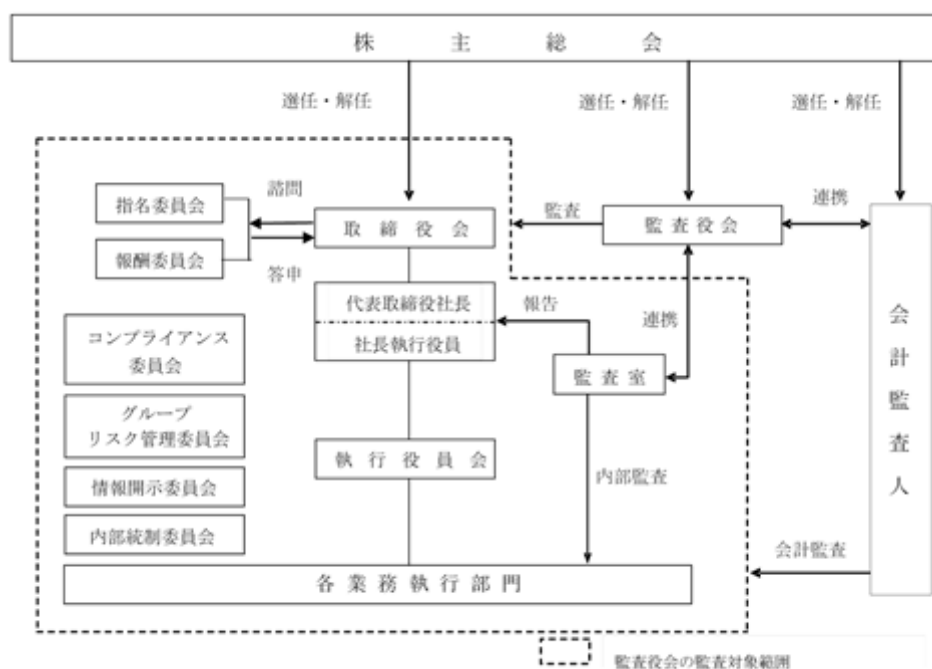 株主総会
選任・解任
選任・解任
選任・解任
指名委員会
諮問
取締役会
監査
監査役会
連携
報酬委員会
答申
代表取締役社長
社長執行役員
報告
連携
監査室
コンプライアンス
委員会
グループ
リスク管理委員会
情報開示委員会
内部統制委員会
執行役員会
内部監査
会計監査人
会計監査
各業務執行部門
監査役会の監査対象範囲